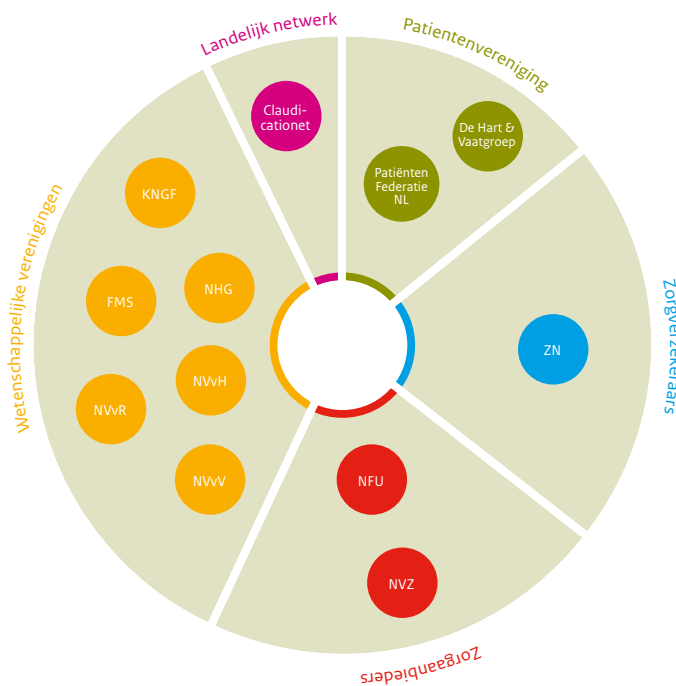 Landelijk netwerk
Claudi-
cationet
Patientenvereniging
De Hart &
Vaatgroep
Patiënten
Federatie
NL
Zorgverzekeraars
ZN
Zorgaanbieders
NFU
NVZ
Wetenschappelijke verenigingen
KNGF
NHG
FMS
NVvH
NVvR
NVvV